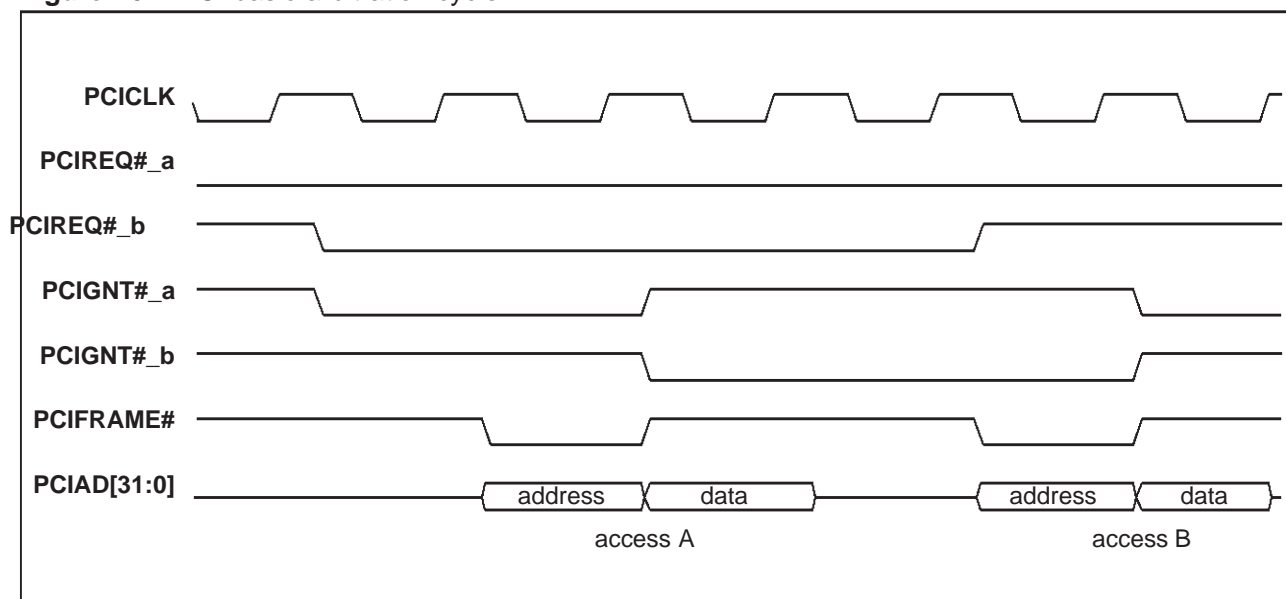 PCICLK
PCIREQ#_a
PCIREQ#_b
PCIGNT#_a
PCIGNT#_b
PCIFRAME#
PCIAD[31:0]
address data address data
access A access B